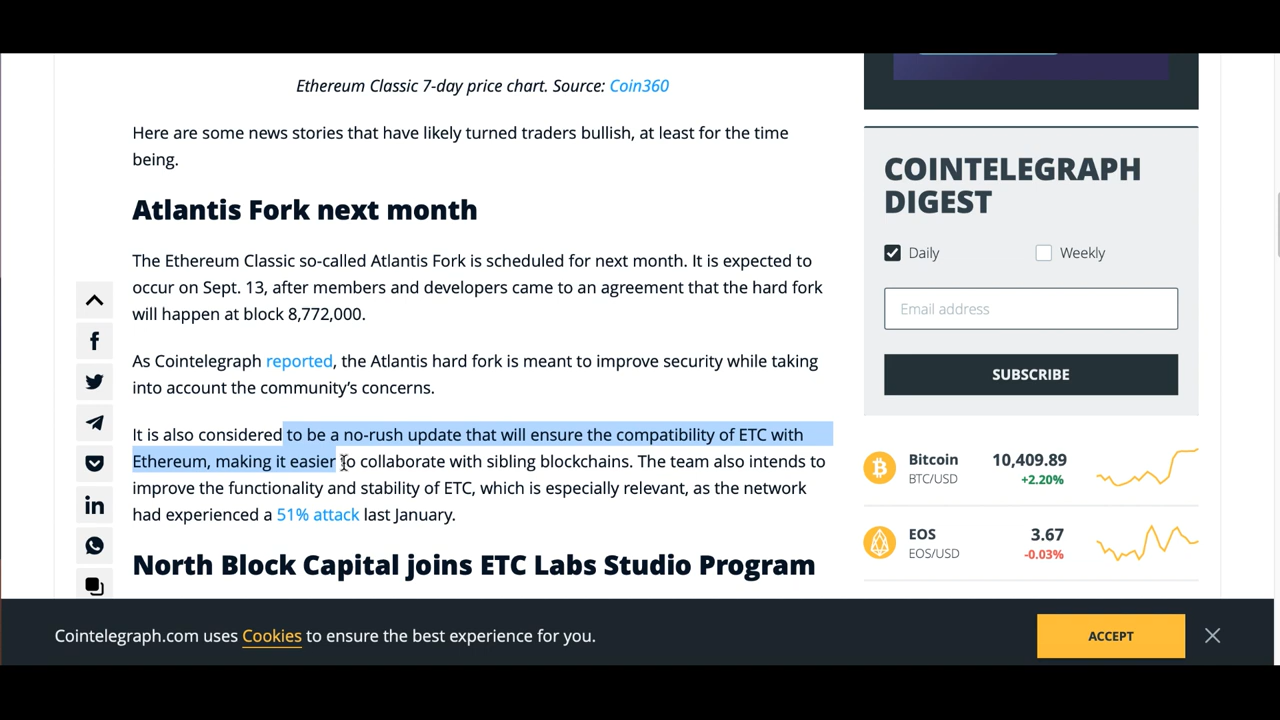 Ethereum Classic 7-day price chart. Source: Coin360
Here are some news stories that have likely turned traders bullish, at least for the time
being.
Atlantis Fork next month
The Ethereum Classic so-called Atlantis Fork is scheduled for next month. It is expected to
occur on Sept. 13, after members and developers came to an agreement that the hard fork
will happen at block 8,772,000.
As Cointelegraph reported, the Atlantis hard fork is meant to improve security while taking
into account the community’s concerns.
It is also considered to be a no-rush update that will ensure the compatibility of ETC with
Ethereum, making it easier to collaborate with sibling blockchains. The team also intends to
improve the functionality and stability of ETC, which is especially relevant, as the network
had experienced a 51% attack last January.
North Block Capital joins ETC Labs Studio Program
COINTELEGRAPH
DIGEST
Daily
Weekly
Email address
SUBSCRIBE
Bitcoin 10,409.89
BTC/USD +2.20%
EOS 3.67
EOS/USD -0.03%
Cointelegraph.com uses Cookies to ensure the best experience for you.
ACCEPT